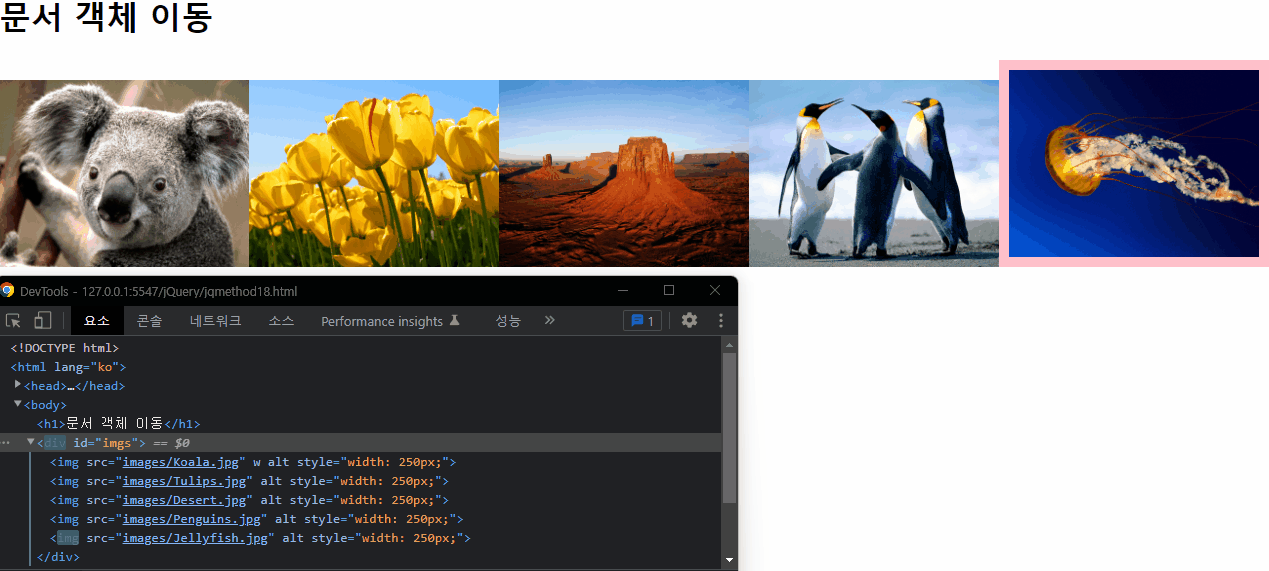 문서 객체 이동
DevTools - 127.0.0.1:5547/jQuery/jqmethod18.html
요소 콘솔 네트워크 소스 Performance insights 성능 » 1
<!DOCTYPE html>
<html lang="ko">
<head>…</head>
<body>
<h1>문서 객체 이동</h1>
<div id="imgs"> == $0
<img src="images/Koala.jpg" w alt style="width: 250px;">
<img src="images/Tulips.jpg" alt style="width: 250px;">
<img src="images/Desert.jpg" alt style="width: 250px;">
<img src="images/Penguins.jpg" alt style="width: 250px;">
<img src="images/Jellyfish.jpg" alt style="width: 250px;">
</div>